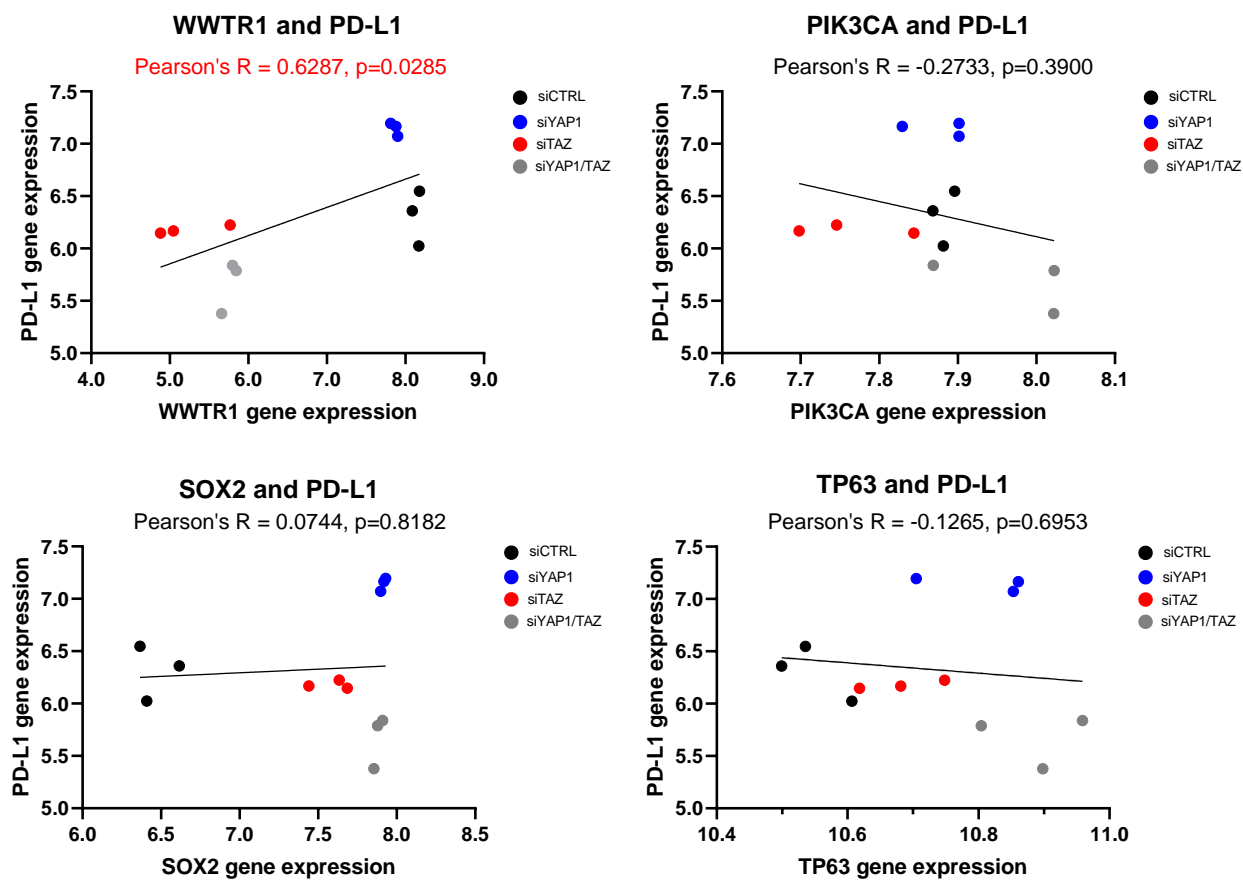 WWTR1 and PD-L1
Pearson's R = 0.6287, p=0.0285
7.5
7.0
6.5
6.0
5.5
5.0
PD-L1 gene expression
4.0 5.0 6.0 7.0 8.0 9.0
WWTR1 gene expression
siCTRL
siYAP1
siTAZ
siYAP1/TAZ
PIK3CA and PD-L1
Pearson's R = -0.2733, p=0.3900
7.5
7.0
6.5
6.0
5.5
5.0
PD-L1 gene expression
7.6 7.7 7.8 7.9 8.0 8.1
PIK3CA gene expression
siCTRL
siYAP1
siTAZ
siYAP1/TAZ
SOX2 and PD-L1
Pearson's R = 0.0744, p=0.8182
7.5
7.0
6.5
6.0
5.5
5.0
PD-L1 gene expression
6.0 6.5 7.0 7.5 8.0 8.5
SOX2 gene expression
siCTRL
siYAP1
siTAZ
siYAP1/TAZ
TP63 and PD-L1
Pearson's R = -0.1265, p=0.6953
7.5
7.0
6.5
6.0
5.5
5.0
PD-L1 gene expression
10.4 10.6 10.8 11.0
TP63 gene expression
siCTRL
siYAP1
siTAZ
siYAP1/TAZ